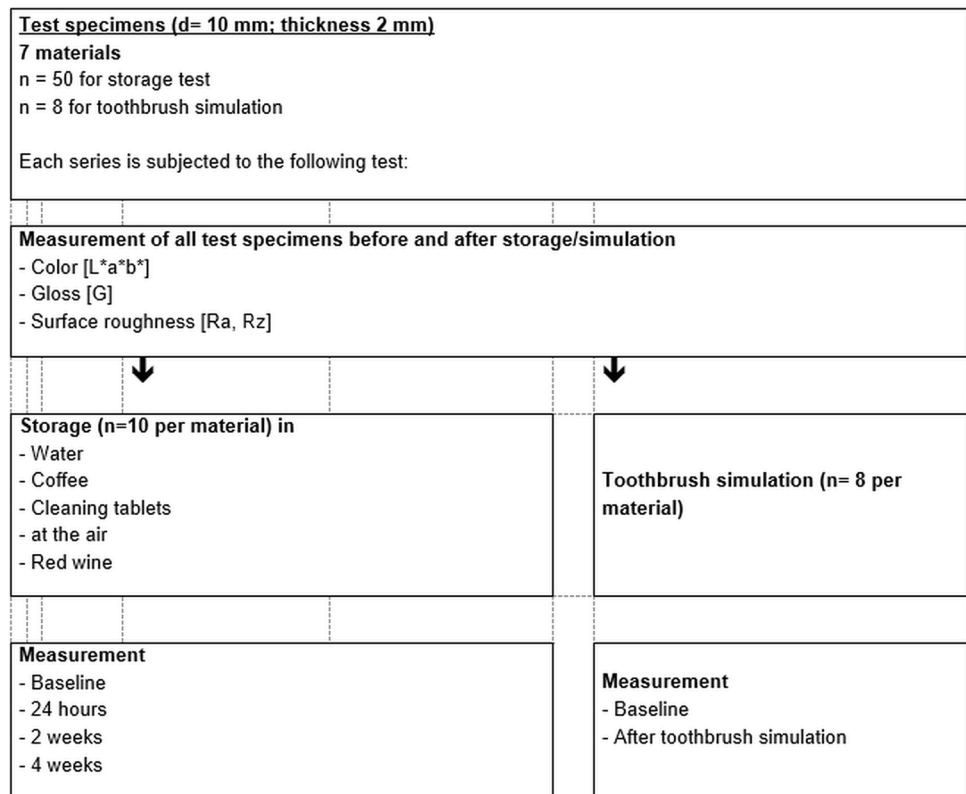 Test specimens (d= 10 mm; thickness 2 mm)
7 materials
n = 50 for storage test
n = 8 for toothbrush simulation
Each series is subjected to the following test:
Measurement of all test specimens before and after storage/simulation
- Color [L*a*b*]
- Gloss [G]
- Surface roughness [Ra, Rz]
Storage (n=10 per material) in
- Water
- Coffee
- Cleaning tablets
- at the air
- Red wine
Toothbrush simulation (n= 8 per
material)
Measurement
- Baseline
- 24 hours
- 2 weeks
- 4 weeks
Measurement
- Baseline
- After toothbrush simulation